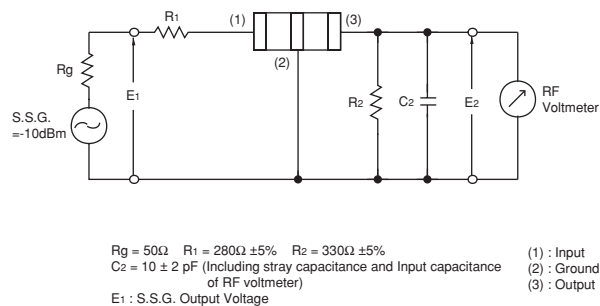 R1
(1)
(3)
(2)
Rg
E1
R2
C2
E2
RF
Voltmeter
S.S.G.
=-10dBm
Rg = 50Ω R1 = 280Ω ±5% R2 = 330Ω ±5%
C2 = 10 ± 2 pF (Including stray capacitance and Input capacitance
of RF voltmeter)
E1 : S.S.G. Output Voltage
(1) : Input
(2) : Ground
(3) : Output